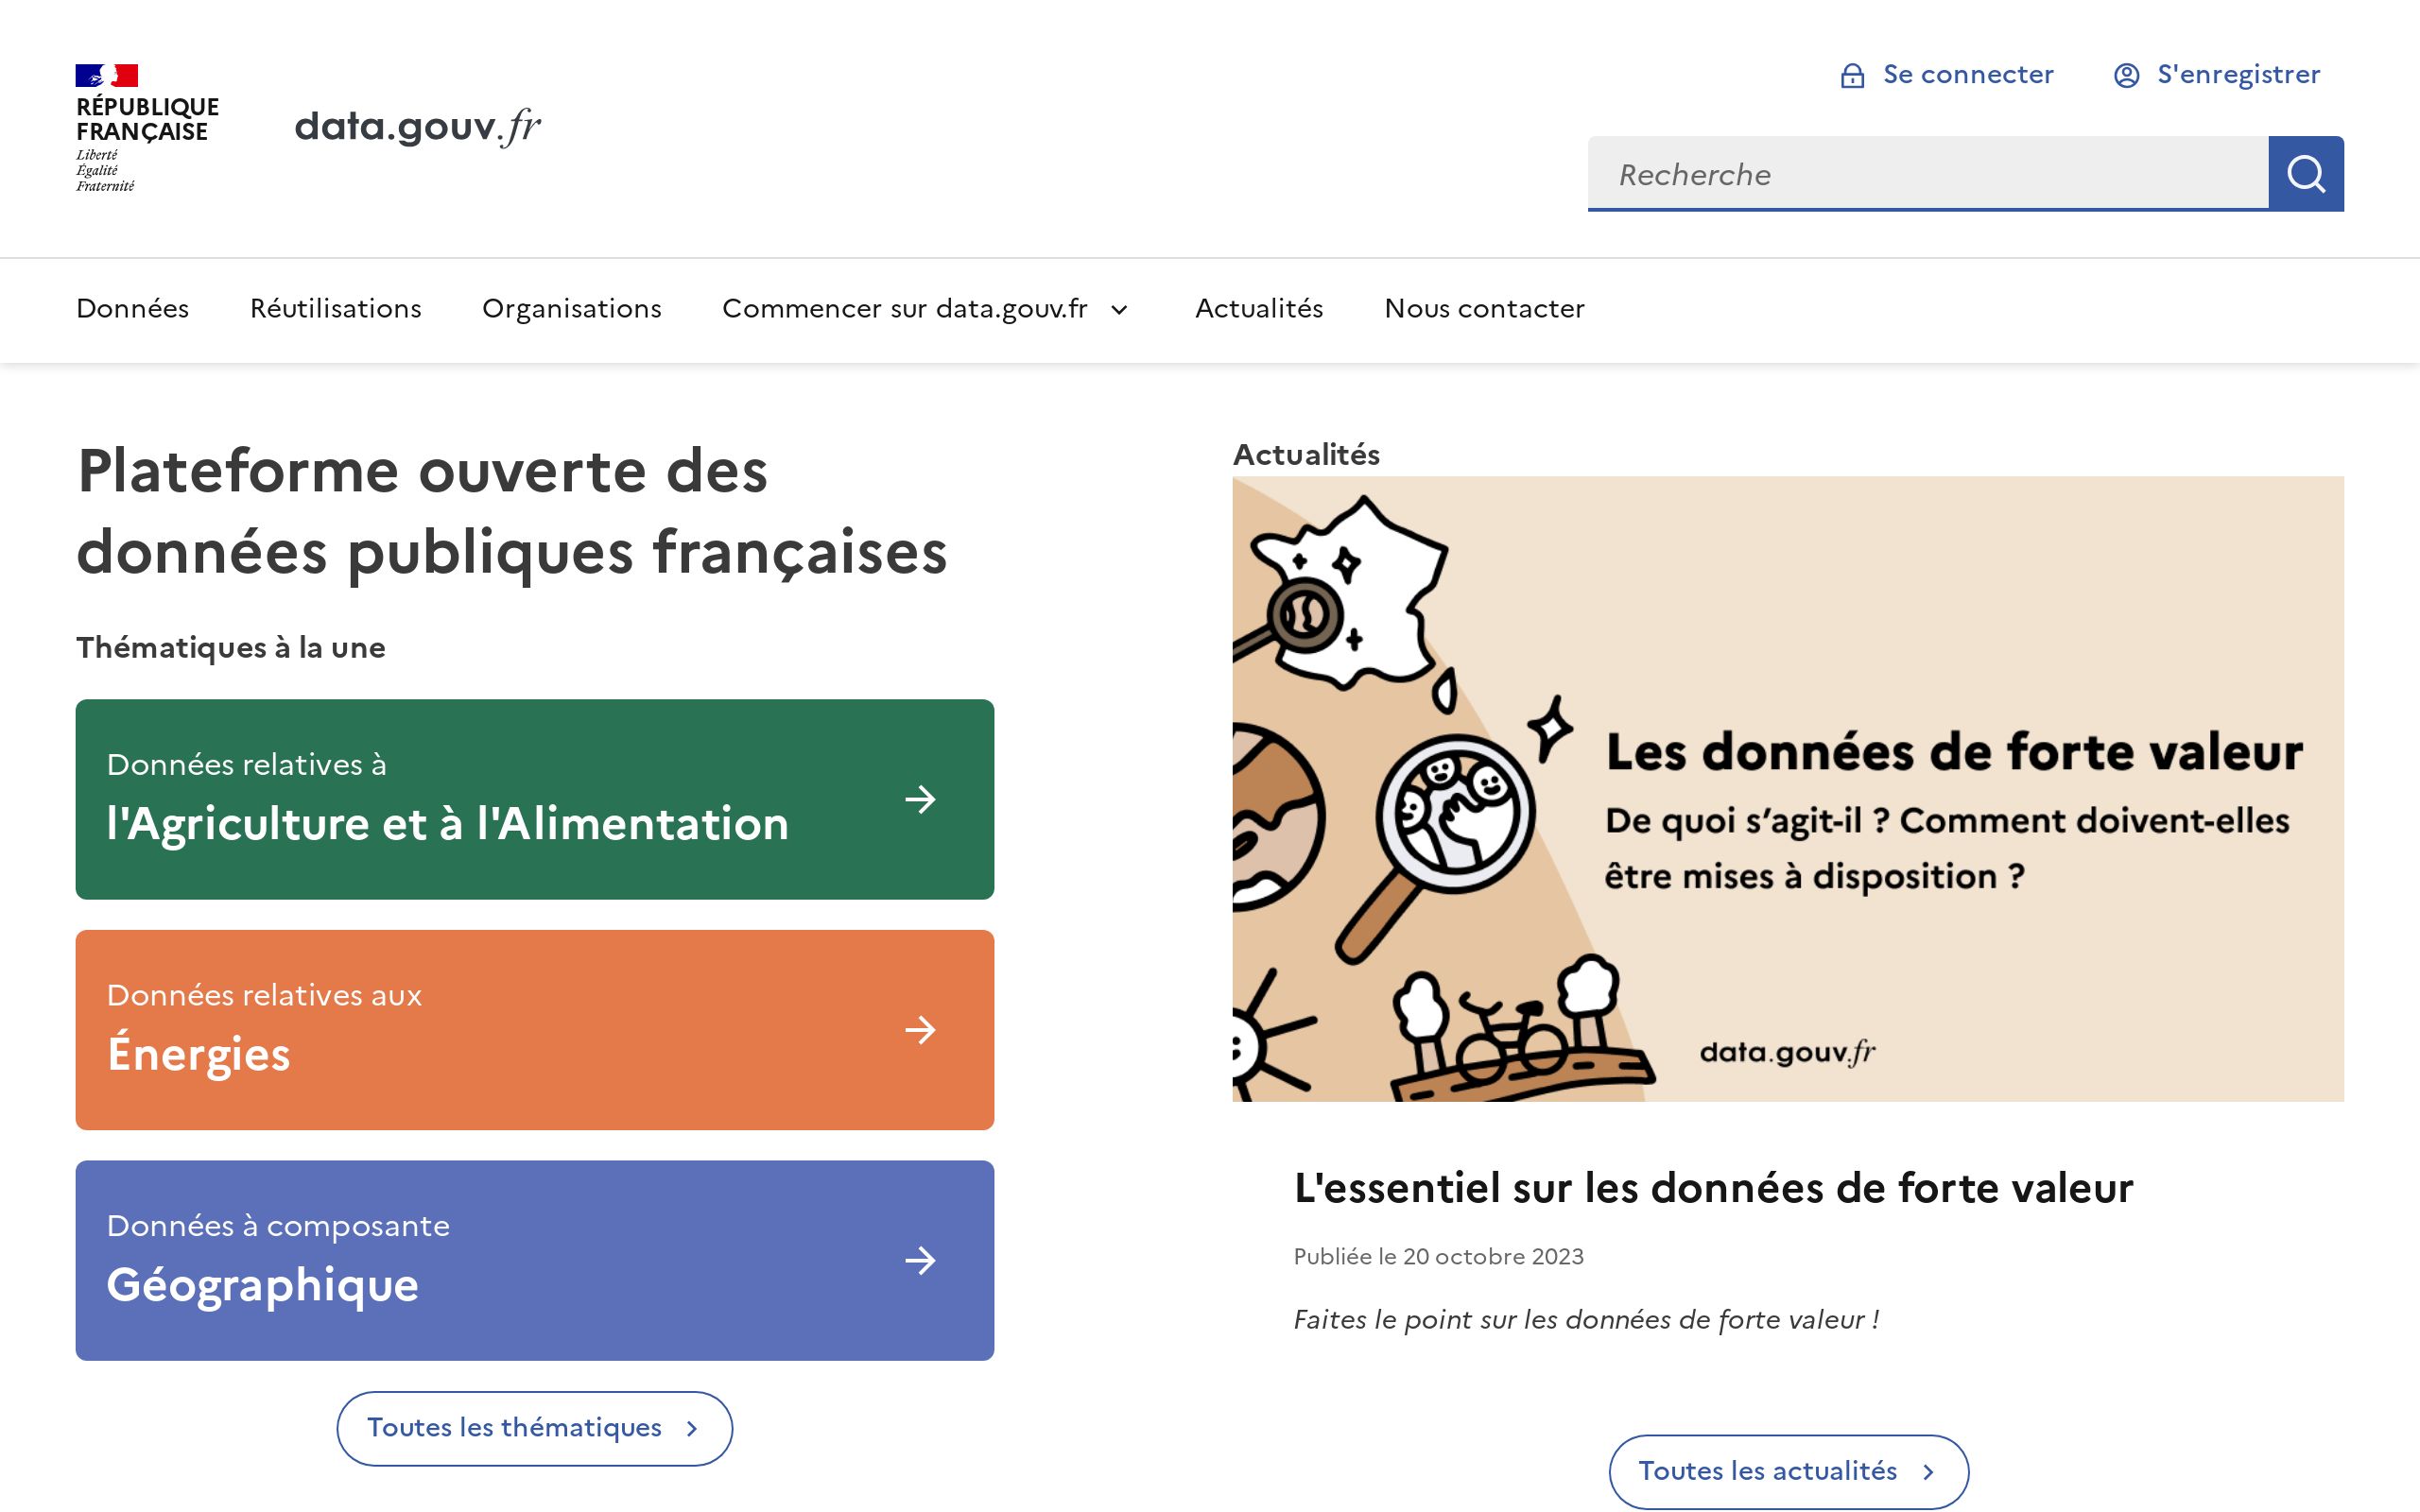 RÉPUBLIQUE
FRANÇAISE
Liberté
Égalité
Fraternité
data.gouv.fr
Se connecter
S'enregistrer
Recherche
Données
Réutilisations
Organisations
Commencer sur data.gouv.fr
Actualités
Nous contacter
Plateforme ouverte des
données publiques françaises
Thématiques à la une
Données relatives à
l'Agriculture et à l'Alimentation
Données relatives aux
Énergies
Données à composante
Géographique
Toutes les thématiques
Actualités
Les données de forte valeur
De quoi s’agit-il ? Comment doivent-elles
être mises à disposition ?
data.gouv.fr
L'essentiel sur les données de forte valeur
Publiée le 20 octobre 2023
Faites le point sur les données de forte valeur !
Toutes les actualités